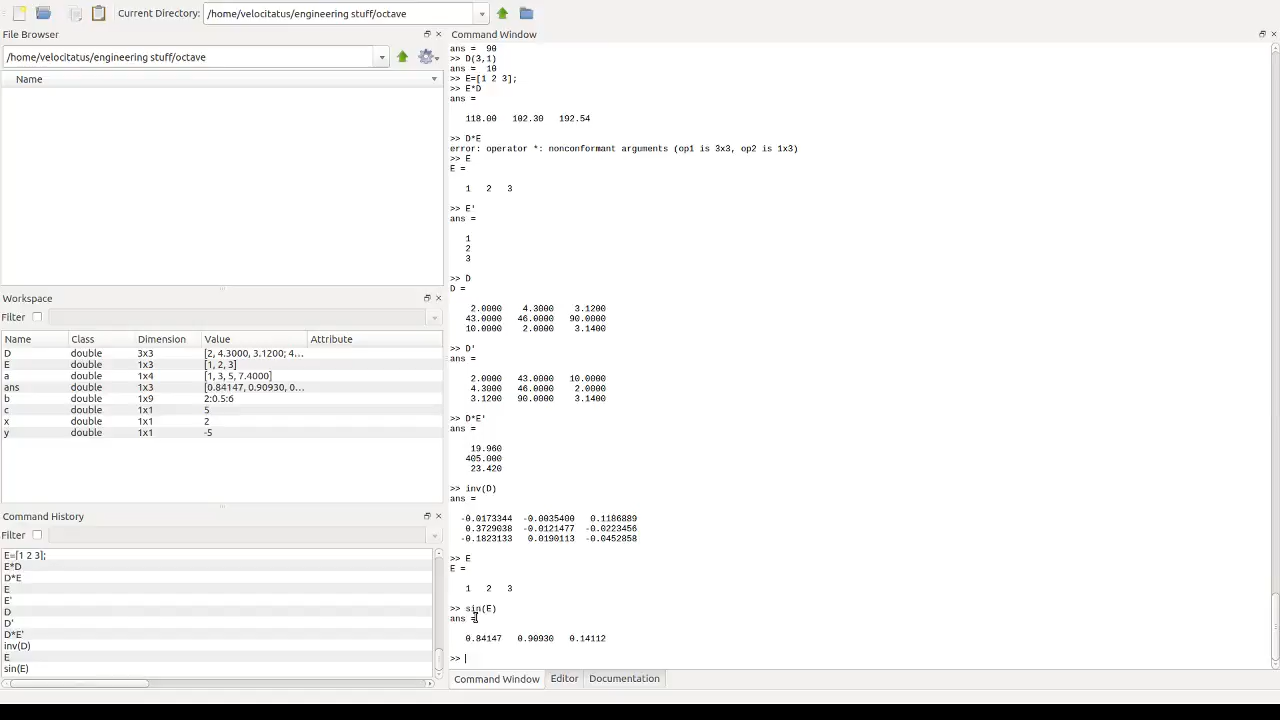 Current Directory: /home/velocitatus/engineering stuff/octave
File Browser
/home/velocitatus/engineering stuff/octave
Name
Workspace
Filter
Name Class Dimension Value Attribute
D double 3x3 [2, 4.3000, 3.1200; 4...
E double 1x3 [1, 2, 3]
a double 1x4 [1, 3, 5, 7.4000]
ans double 1x3 [0.84147, 0.90930, 0...
b double 1x9 2:0.5:6
c double 1x1 5
x double 1x1 2
y double 1x1 -5
Command History
Filter
E=[1 2 3];
E*D
D*E
E
E'
D
D'
D*E'
inv(D)
E
sin(E)
Command Window
ans = 90
>> D(3,1)
ans = 10
>> E=[1 2 3];
>> E*D
ans =
118.00 102.30 192.54
>> D*E
error: operator *: nonconformant arguments (op1 is 3x3, op2 is 1x3)
>> E
E =
1 2 3
>> E'
ans =
1
2
3
>> D
D =
2.0000 4.3000 3.1200
43.0000 46.0000 90.0000
10.0000 2.0000 3.1400
>> D'
ans =
2.0000 43.0000 10.0000
4.3000 46.0000 2.0000
3.1200 90.0000 3.1400
>> D*E'
ans =
19.960
405.000
23.420
>> inv(D)
ans =
-0.0173344 -0.0035400 0.1186889
0.3729038 -0.0121477 -0.0223456
-0.1823133 0.0190113 -0.0452858
>> E
E =
1 2 3
>> sin(E)
ans =
0.84147 0.90930 0.14112
>>
Command Window Editor Documentation